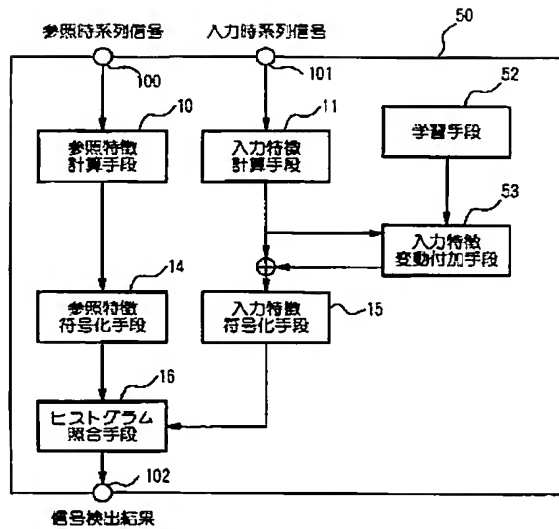 参照時系列信号
入力時系列信号
50
100
101
52
10
11
学習手段
参照特徴
計算手段
入力特徴
計算手段
53
入力特徴
変動付加手段
14
参照特徴
符号化手段
入力特徴
符号化手段
15
16
ヒストグラム
照合手段
102
信号検出結果